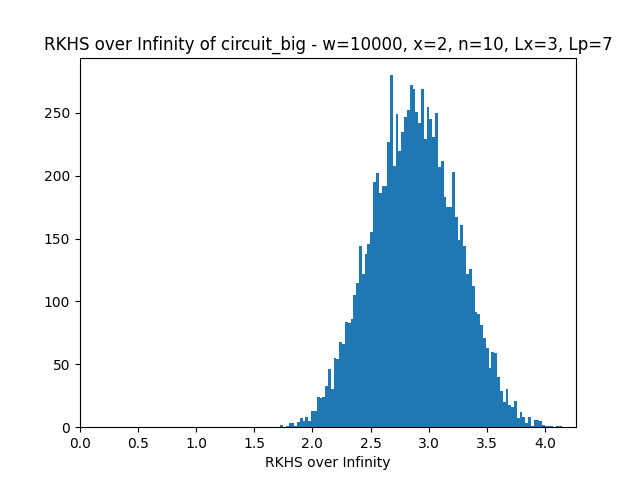 RKHS over Infinity of circuit_big - w=10000, x=2, n=10, Lx=3, Lp=7
250
200
150
100
50
0
0.0 0.5 1.0 1.5 2.0 2.5 3.0 3.5 4.0
RKHS over Infinity